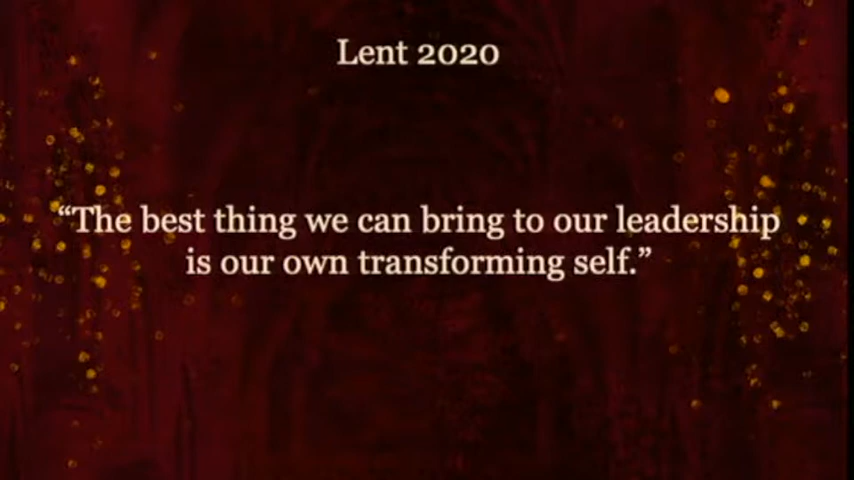 Lent 2020
“The best thing we can bring to our leadership
is our own transforming self.”